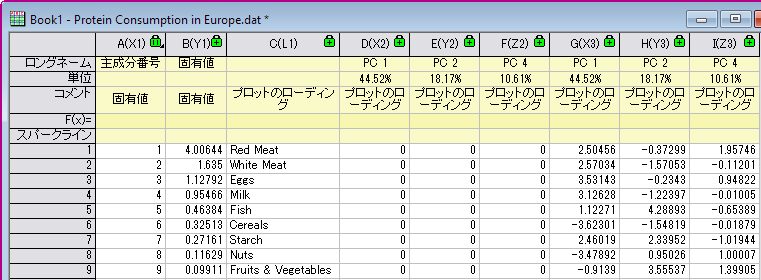 Book1 - Protein Consumption in Europe.dat *
A(X1) B(Y1) C(L1) D(X2) E(Y2) F(Z2) G(X3) H(Y3) I(Z3)
ロングネーム 主成分番号 固有値 PC 1 PC 2 PC 4 PC 1 PC 2 PC 4
単位 44.52% 18.17% 10.61% 44.52% 18.17% 10.61%
コメント 固有値 固有値 プロットのローディング プロットのローディング プロットのローディング プロットのローディング プロットのローディング プロットのローディング プロットのローディング
F(x)=
スパークライン
1 1 4.00644 Red Meat 0 0 0 2.50456 -0.37299 1.95746
2 2 1.635 White Meat 0 0 0 2.57034 -1.57053 -0.11201
3 3 1.12792 Eggs 0 0 0 3.53143 -0.2343 0.94822
4 4 0.95466 Milk 0 0 0 3.12628 -1.22397 -0.01005
5 5 0.46384 Fish 0 0 0 1.12271 4.28893 -0.65389
6 6 0.32513 Cereals 0 0 0 -3.62301 -1.54819 -0.01879
7 7 0.27161 Starch 0 0 0 2.46019 2.33952 -1.01944
8 8 0.11629 Nuts 0 0 0 -3.47892 0.95026 1.00007
9 9 0.09911 Fruits & Vegetables 0 0 0 -0.9139 3.55537 1.39905